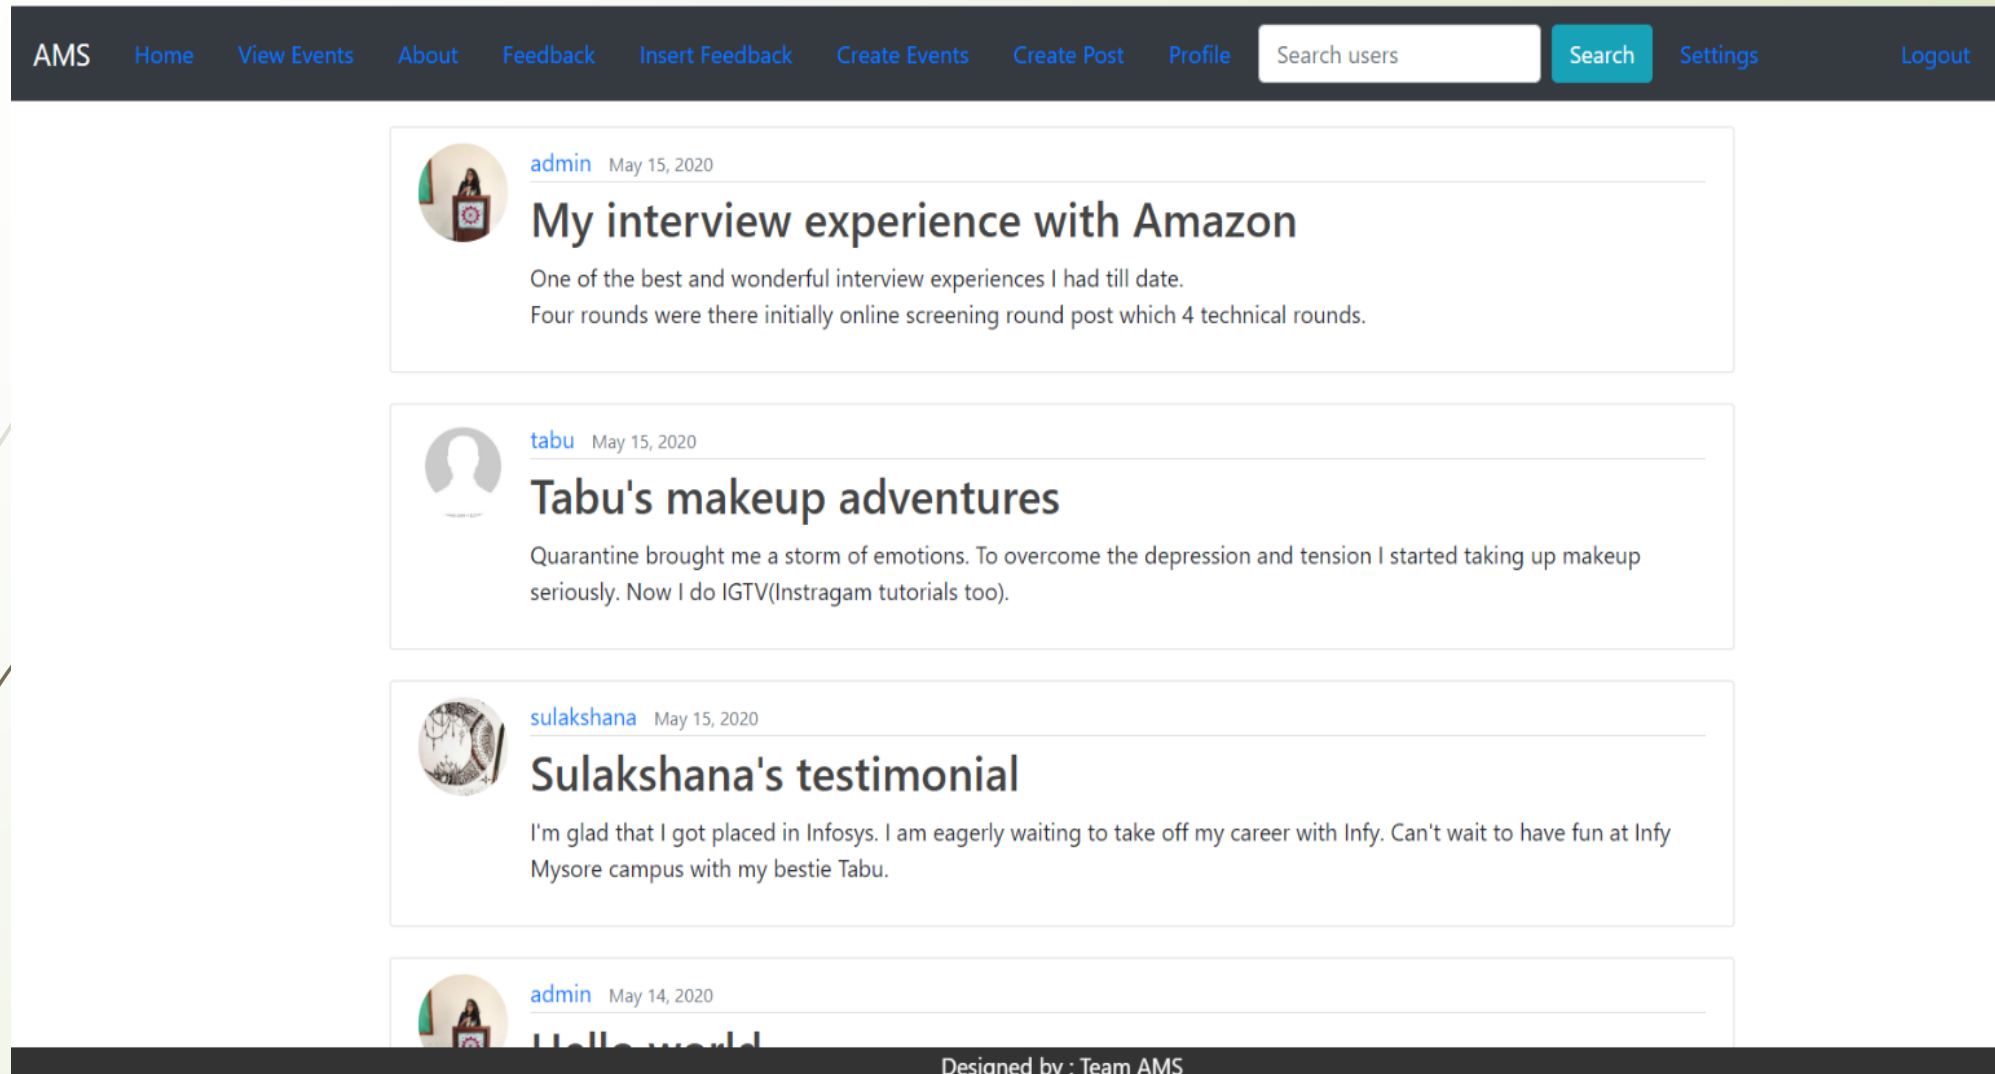 AMS Home View Events About Feedback Insert Feedback Create Events Create Post Profile Search users Search Settings Logout
admin May 15, 2020
My interview experience with Amazon
One of the best and wonderful interview experiences I had till date.
Four rounds were there initially online screening round post which 4 technical rounds.
tabu May 15, 2020
Tabu's makeup adventures
Quarantine brought me a storm of emotions. To overcome the depression and tension I started taking up makeup
seriously. Now I do IGTV(Instragam tutorials too).
sulakshana May 15, 2020
Sulakshana's testimonial
I'm glad that I got placed in Infosys. I am eagerly waiting to take off my career with Infy. Can't wait to have fun at Infy
Mysore campus with my bestie Tabu.
admin May 14, 2020
Hello world
Designed by : Team AMS